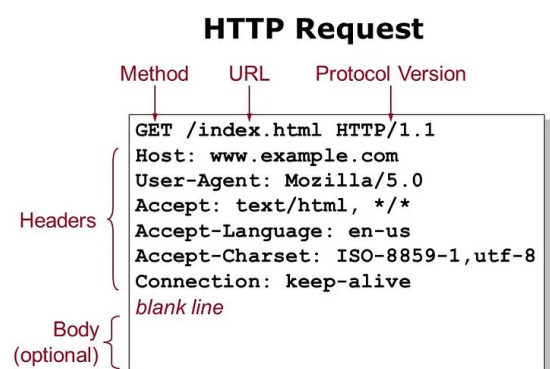 HTTP Request
Method URL Protocol Version
GET /index.html HTTP/1.1
Host: www.example.com
User-Agent: Mozilla/5.0
Accept: text/html, */*
Accept-Language: en-us
Accept-Charset: ISO-8859-1,utf-8
Connection: keep-alive
Headers
blank line
Body
(optional)